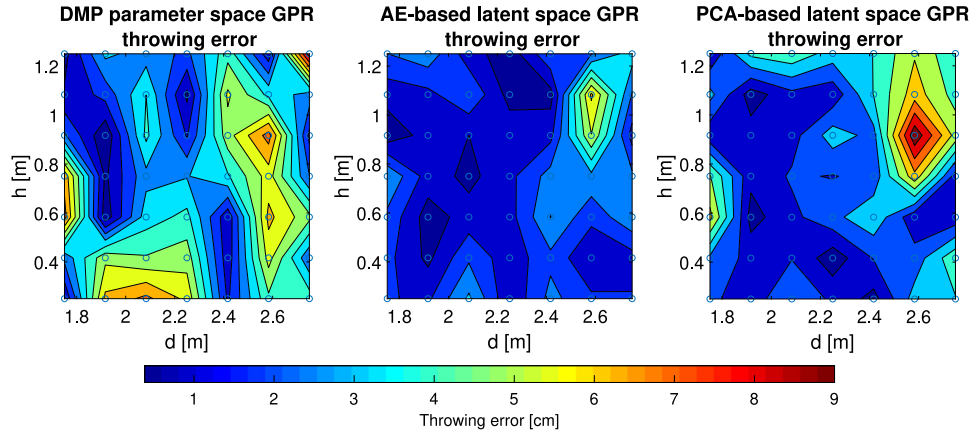 DMP parameter space GPR
throwing error
AE-based latent space GPR
throwing error
PCA-based latent space GPR
throwing error
1.2
1
0.8
0.6
0.4
h [m]
1.8 2 2.2 2.4 2.6
d [m]
1.2
1
0.8
0.6
0.4
h [m]
1.8 2 2.2 2.4 2.6
d [m]
1.2
1
0.8
0.6
0.4
h [m]
1.8 2 2.2 2.4 2.6
d [m]
1 2 3 4 5 6 7 8 9
Throwing error [cm]